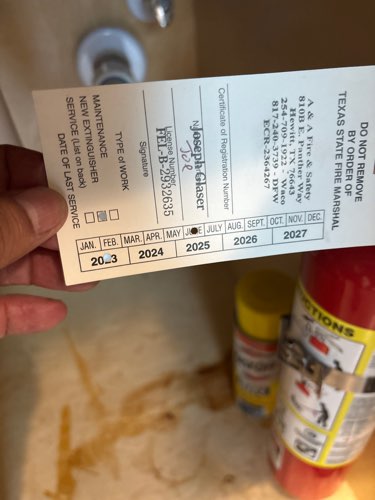 DO NOT REMOVE
BY ORDER OF
TEXAS STATE FIRE MARSHAL
A & A Fire & Safety
810B E. Panther Way
Hewitt, TX 76643
254-709-1922 - Waco
817-240-3739 - DFW
ECR-2364267
Certificate of Registration Number
Joseph Glaser
Joe
License Number
FEL-B-2932635
Signature
TYPE of WORK
MAINTENANCE
NEW EXTINGUISHER
SERVICE (List on back)
DATE OF LAST SERVICE
JAN. FEB. MAR. APR. MAY JULY AUG. SEPT. OCT. NOV. DEC.
2024 2025 2026 2027